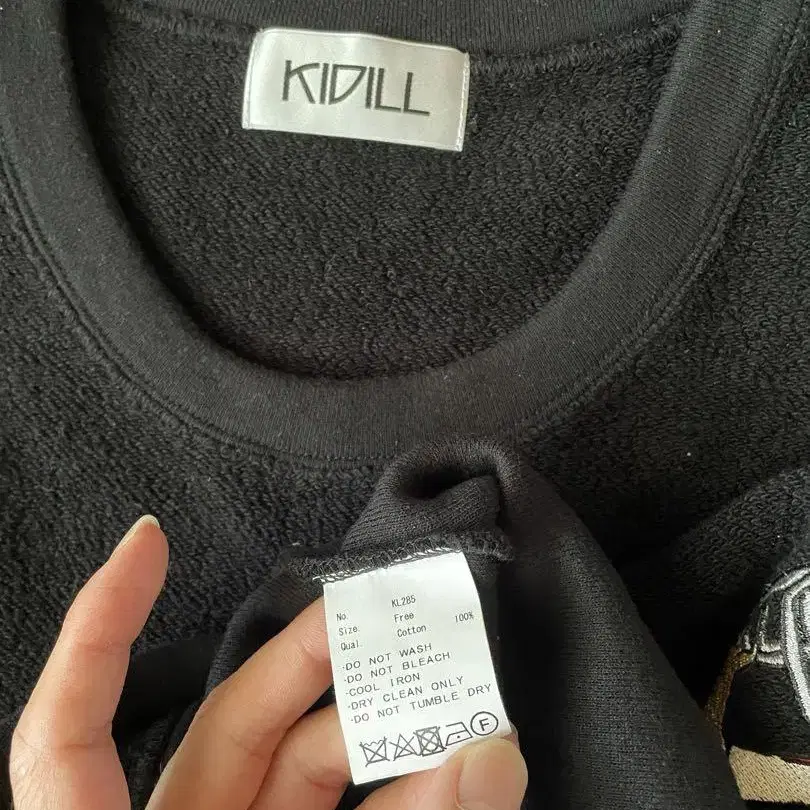 KIDILL
No. KL285
Size. Free
Qual. Cotton 100%
·DO NOT WASH
·DO NOT BLEACH
·COOL IRON
·DRY CLEAN ONLY
·DO NOT TUMBLE DRY
F